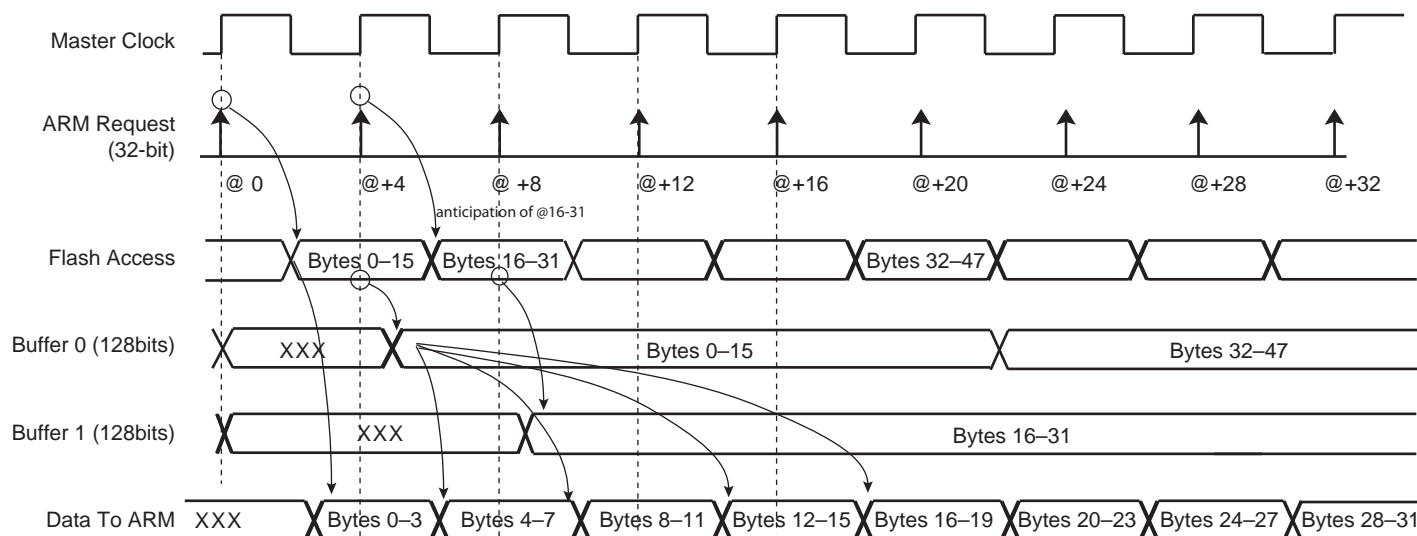 Master Clock
ARM Request
(32-bit)
@ 0
@+4
@ +8
@+12
@+16
@+20
@+24
@+28
@+32
anticipation of @16-31
Flash Access
Bytes 0–15
Bytes 16–31
Bytes 32–47
Buffer 0 (128bits)
XXX
Bytes 0–15
Bytes 32–47
Buffer 1 (128bits)
XXX
Bytes 16–31
Data To ARM
XXX
Bytes 0–3
Bytes 4–7
Bytes 8–11
Bytes 12–15
Bytes 16–19
Bytes 20–23
Bytes 24–27
Bytes 28–31